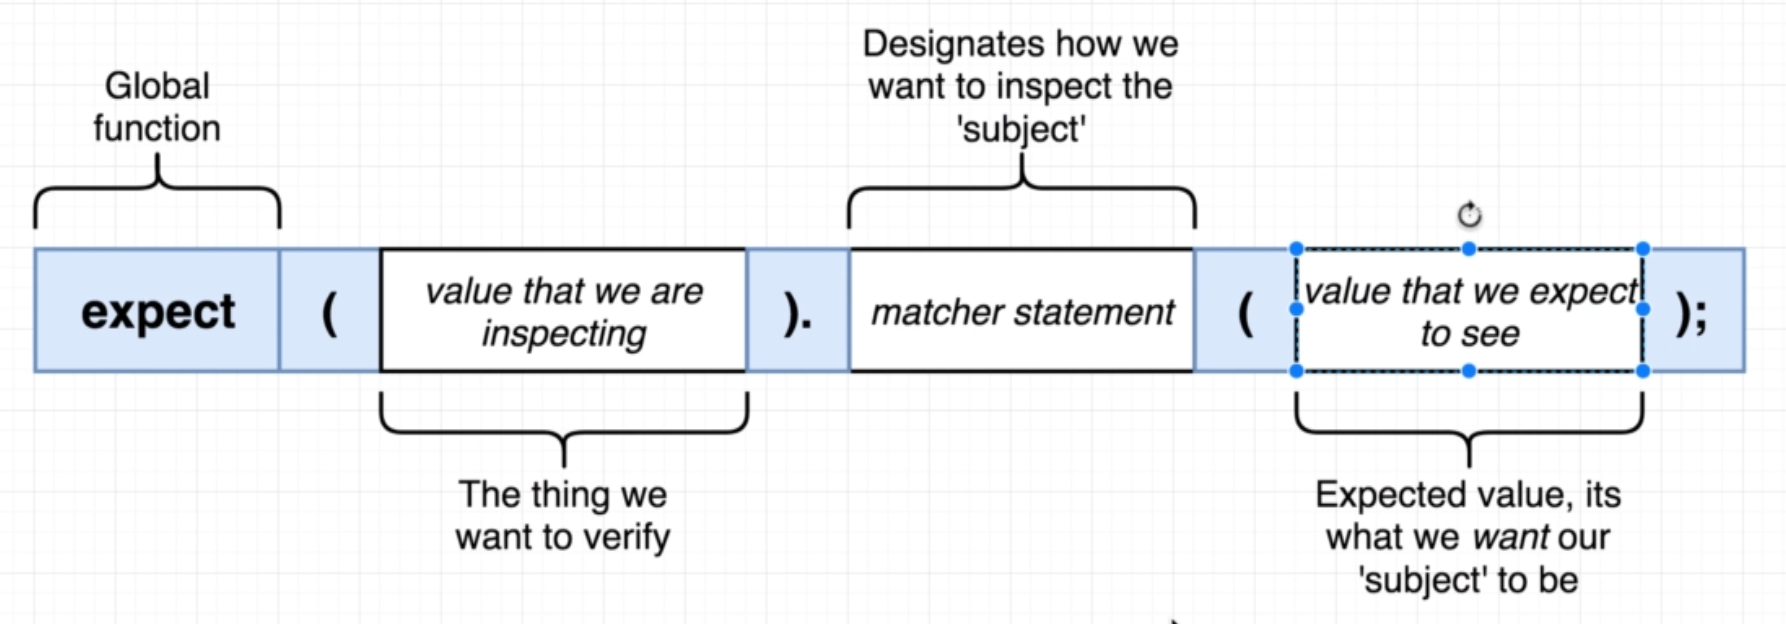 Global
function
Designates how we
want to inspect the
'subject'
expect ( value that we are ). matcher statement ( value that we expect );
inspecting
to see
The thing we
want to verify
Expected value, its
what we want our
'subject' to be